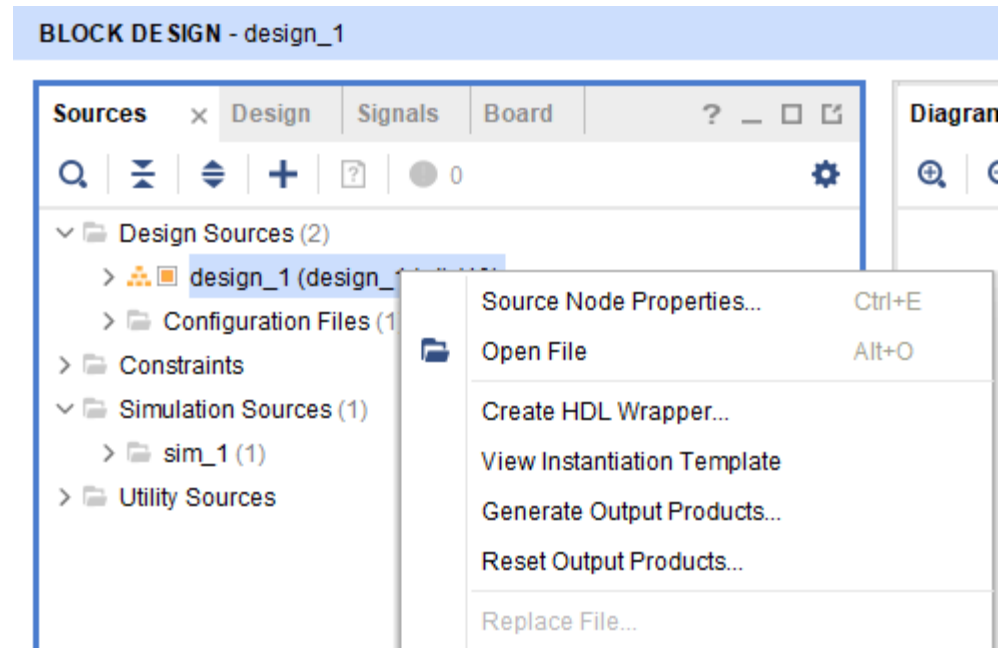 BLOCK DESIGN - design_1
Sources × Design Signals Board ? Diagram
0
Design Sources (2)
design_1 (design_1
Configuration Files (1
Constraints
Simulation Sources (1)
sim_1 (1)
Utility Sources
Source Node Properties... Ctrl+E
Open File Alt+O
Create HDL Wrapper...
View Instantiation Template
Generate Output Products...
Reset Output Products...
Replace File...